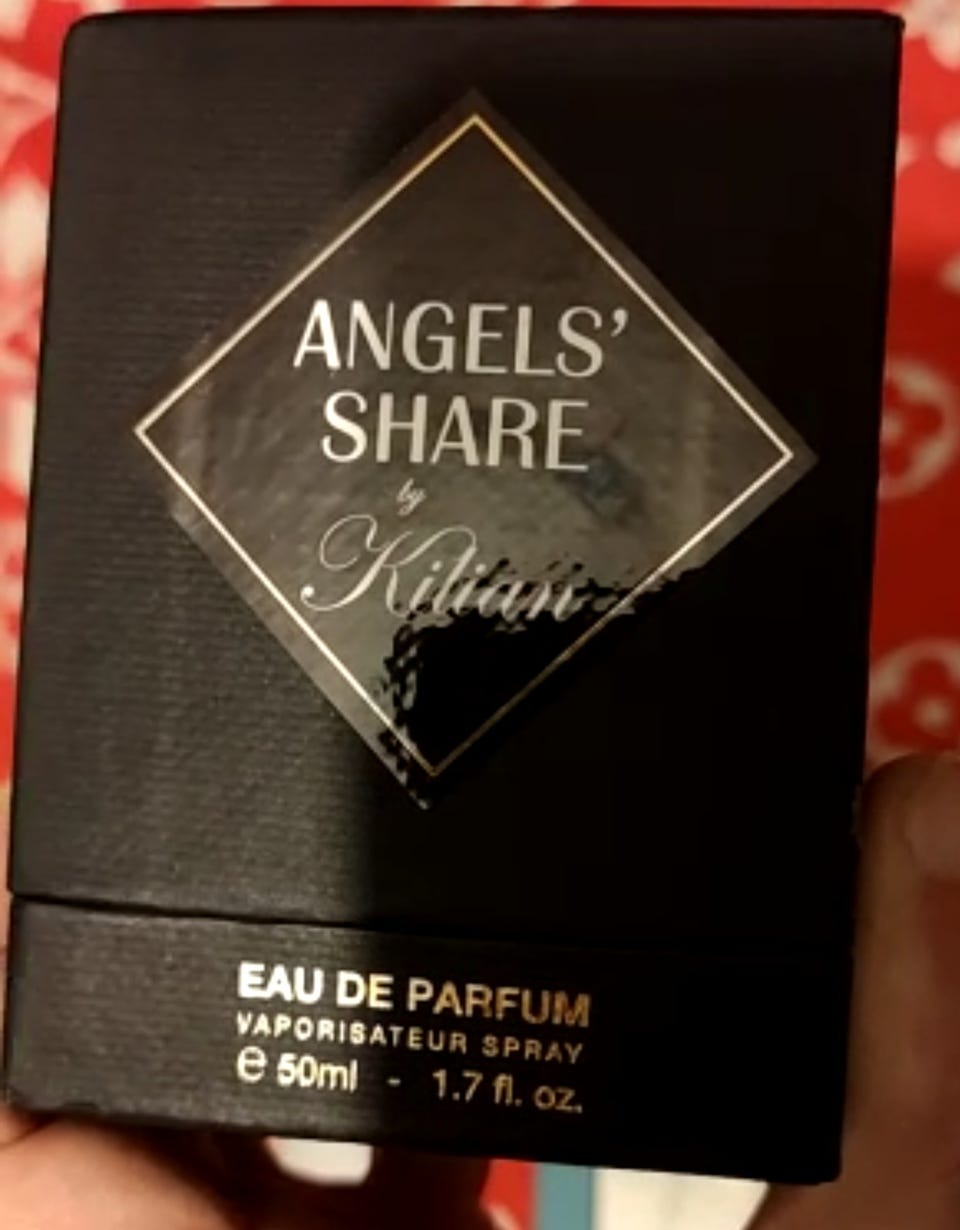 ANGELS’
SHARE
by
Kilian
EAU DE PARFUM
VAPORISATEUR SPRAY
℮ 50ml - 1.7 fl. oz.